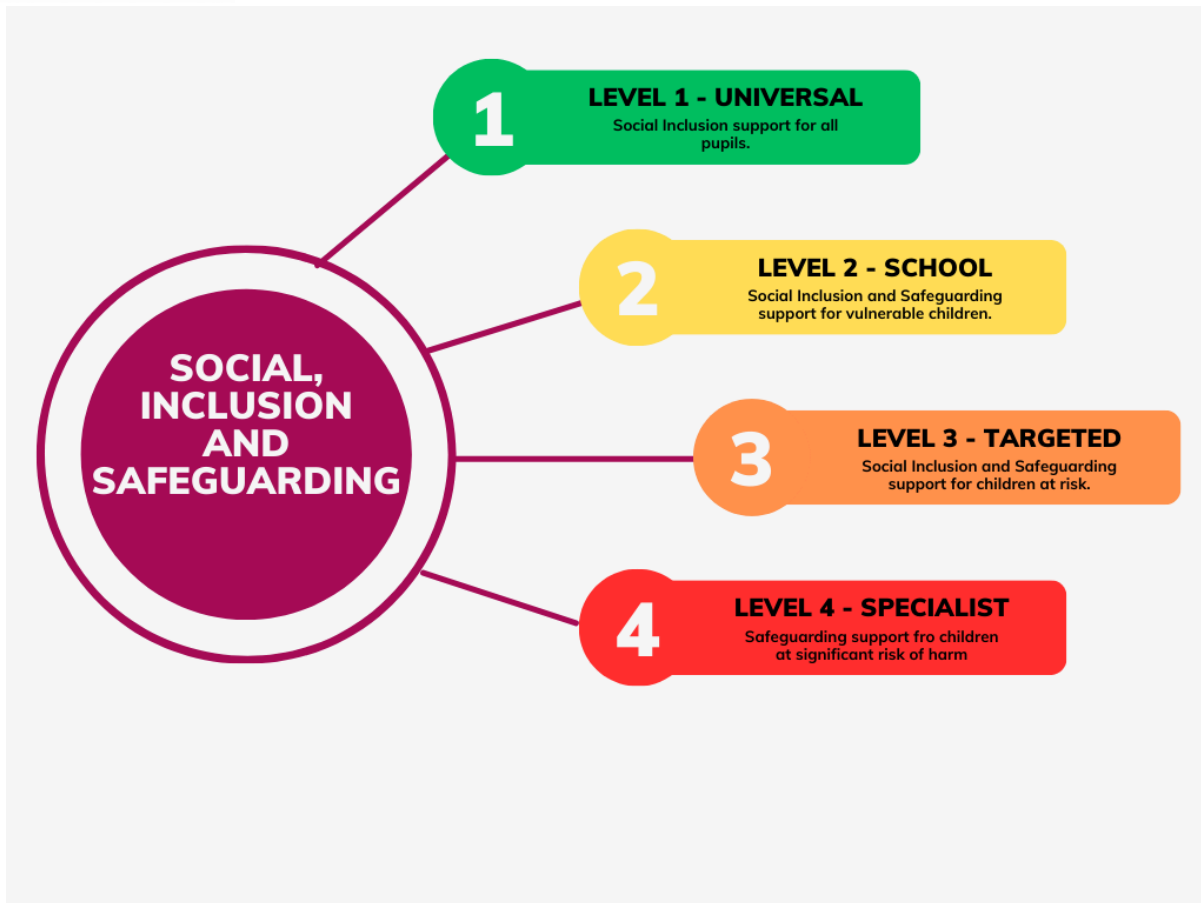 SOCIAL,
INCLUSION
AND
SAFEGUARDING
1
LEVEL 1 - UNIVERSAL
Social Inclusion support for all
pupils.
2
LEVEL 2 - SCHOOL
Social Inclusion and Safeguarding
support for vulnerable children.
3
LEVEL 3 - TARGETED
Social Inclusion and Safeguarding
support for children at risk.
4
LEVEL 4 - SPECIALIST
Safeguarding support fro children
at significant risk of harm